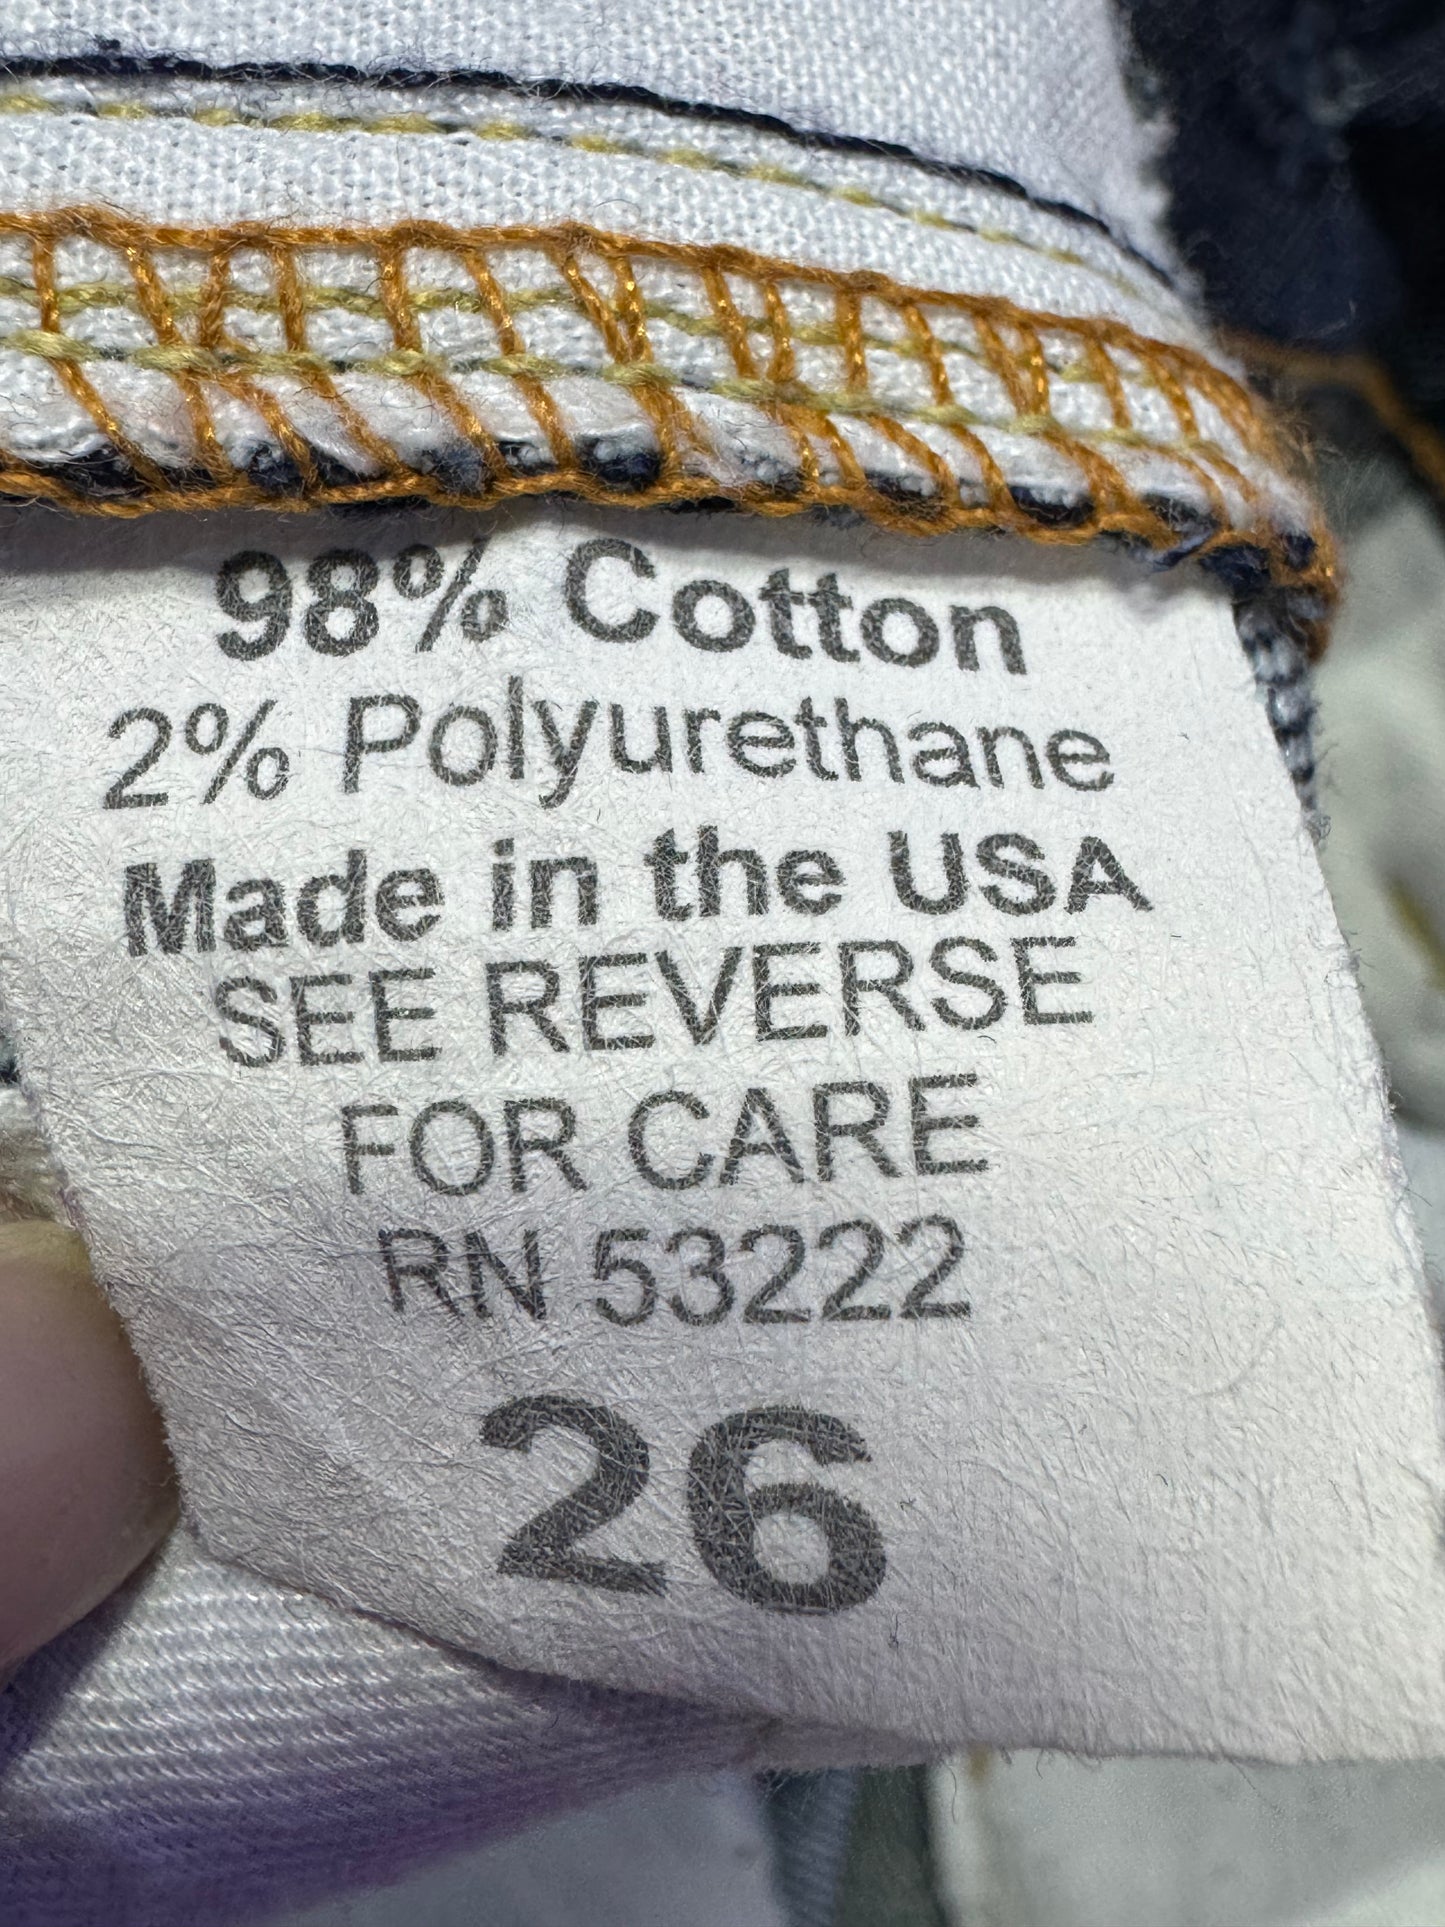 98% Cotton
2% Polyurethane
Made in the USA
SEE REVERSE
FOR CARE
RN 53222
26